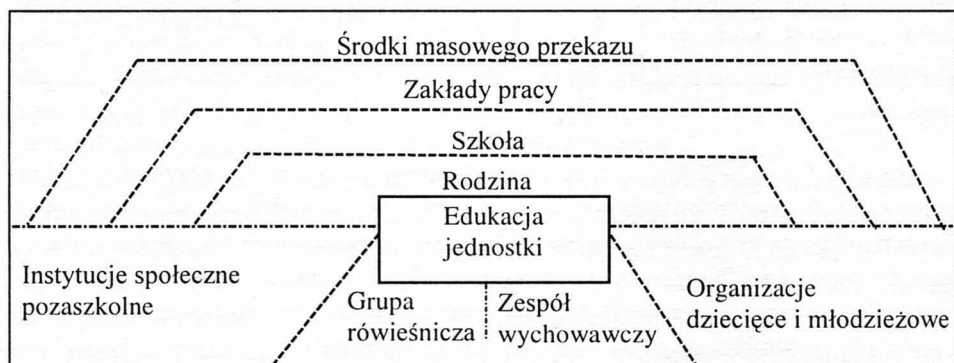 Środki masowego przekazu
Zakłady pracy
Szkoła
Rodzina
Edukacja
jednostki
Instytucje społeczne
pozaszkolne
Grupa
rówieśnicza
Zespół
wychowawczy
Organizacje
dziecięce i młodzieżowe